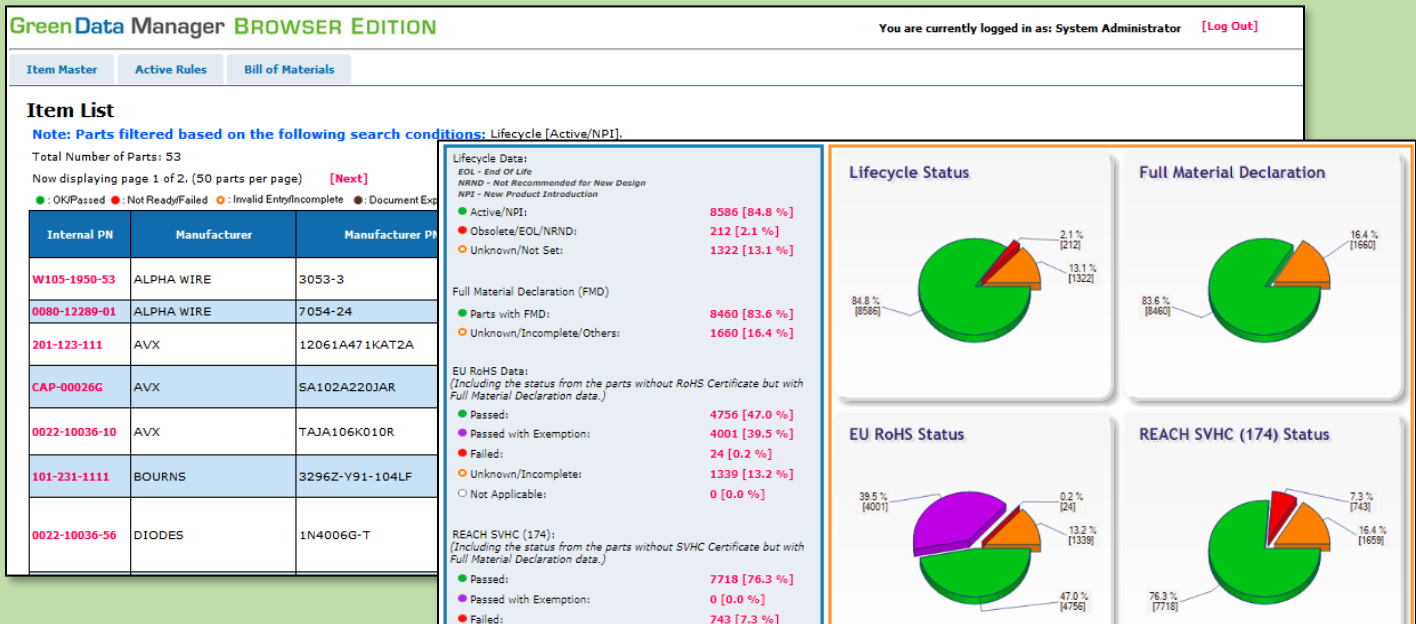 GreenData Manager BROWSER EDITION
You are currently logged in as: System Administrator [Log Out]
Item Master Active Rules Bill of Materials
Item List
Note: Parts filtered based on the following search conditions: Lifecycle [Active/NPI].
Total Number of Parts: 53
Now displaying page 1 of 2. (50 parts per page) [Next]
: OK/Passed : Not Ready/Failed : Invalid Entry/Incomplete : Document Exp
Internal PN Manufacturer Manufacturer PN
W105-1950-53 ALPHA WIRE 3053-3
0080-12289-01 ALPHA WIRE 7054-24
201-123-111 AVX 12061A471KAT2A
CAP-00026G AVX SA102A220JAR
0022-10036-10 AVX TAJA106K010R
101-231-1111 BOURNS 3296Z-Y91-104LF
0022-10036-56 DIODES 1N4006G-T
Lifecycle Data:
EOL - End Of Life
NRND - Not Recommended for New Design
NPI - New Product Introduction
Active/NPI: 8586 [84.8 %]
Obsolete/EOL/NRND: 212 [2.1 %]
Unknown/Not Set: 1322 [13.1 %]
Full Material Declaration (FMD)
Parts with FMD: 8460 [83.6 %]
Unknown/Incomplete/Others: 1660 [16.4 %]
EU RoHS Data:
(Including the status from the parts without RoHS Certificate but with
Full Material Declaration data.)
Passed: 4756 [47.0 %]
Passed with Exemption: 4001 [39.5 %]
Failed: 24 [0.2 %]
Unknown/Incomplete: 1339 [13.2 %]
Not Applicable: 0 [0.0 %]
REACH SVHC (174):
(Including the status from the parts without SVHC Certificate but with
Full Material Declaration data.)
Passed: 7718 [76.3 %]
Passed with Exemption: 0 [0.0 %]
Failed: 743 [7.3 %]
Lifecycle Status
2.1 %
[212]
13.1 %
[1322]
84.8 %
[8586]
Full Material Declaration
16.4 %
[1660]
83.6 %
[8460]
EU RoHS Status
39.5 %
[4001]
0.2 %
[24]
13.2 %
[1339]
47.0 %
[4756]
REACH SVHC (174) Status
7.3 %
[743]
16.4 %
[1659]
76.3 %
[7718]